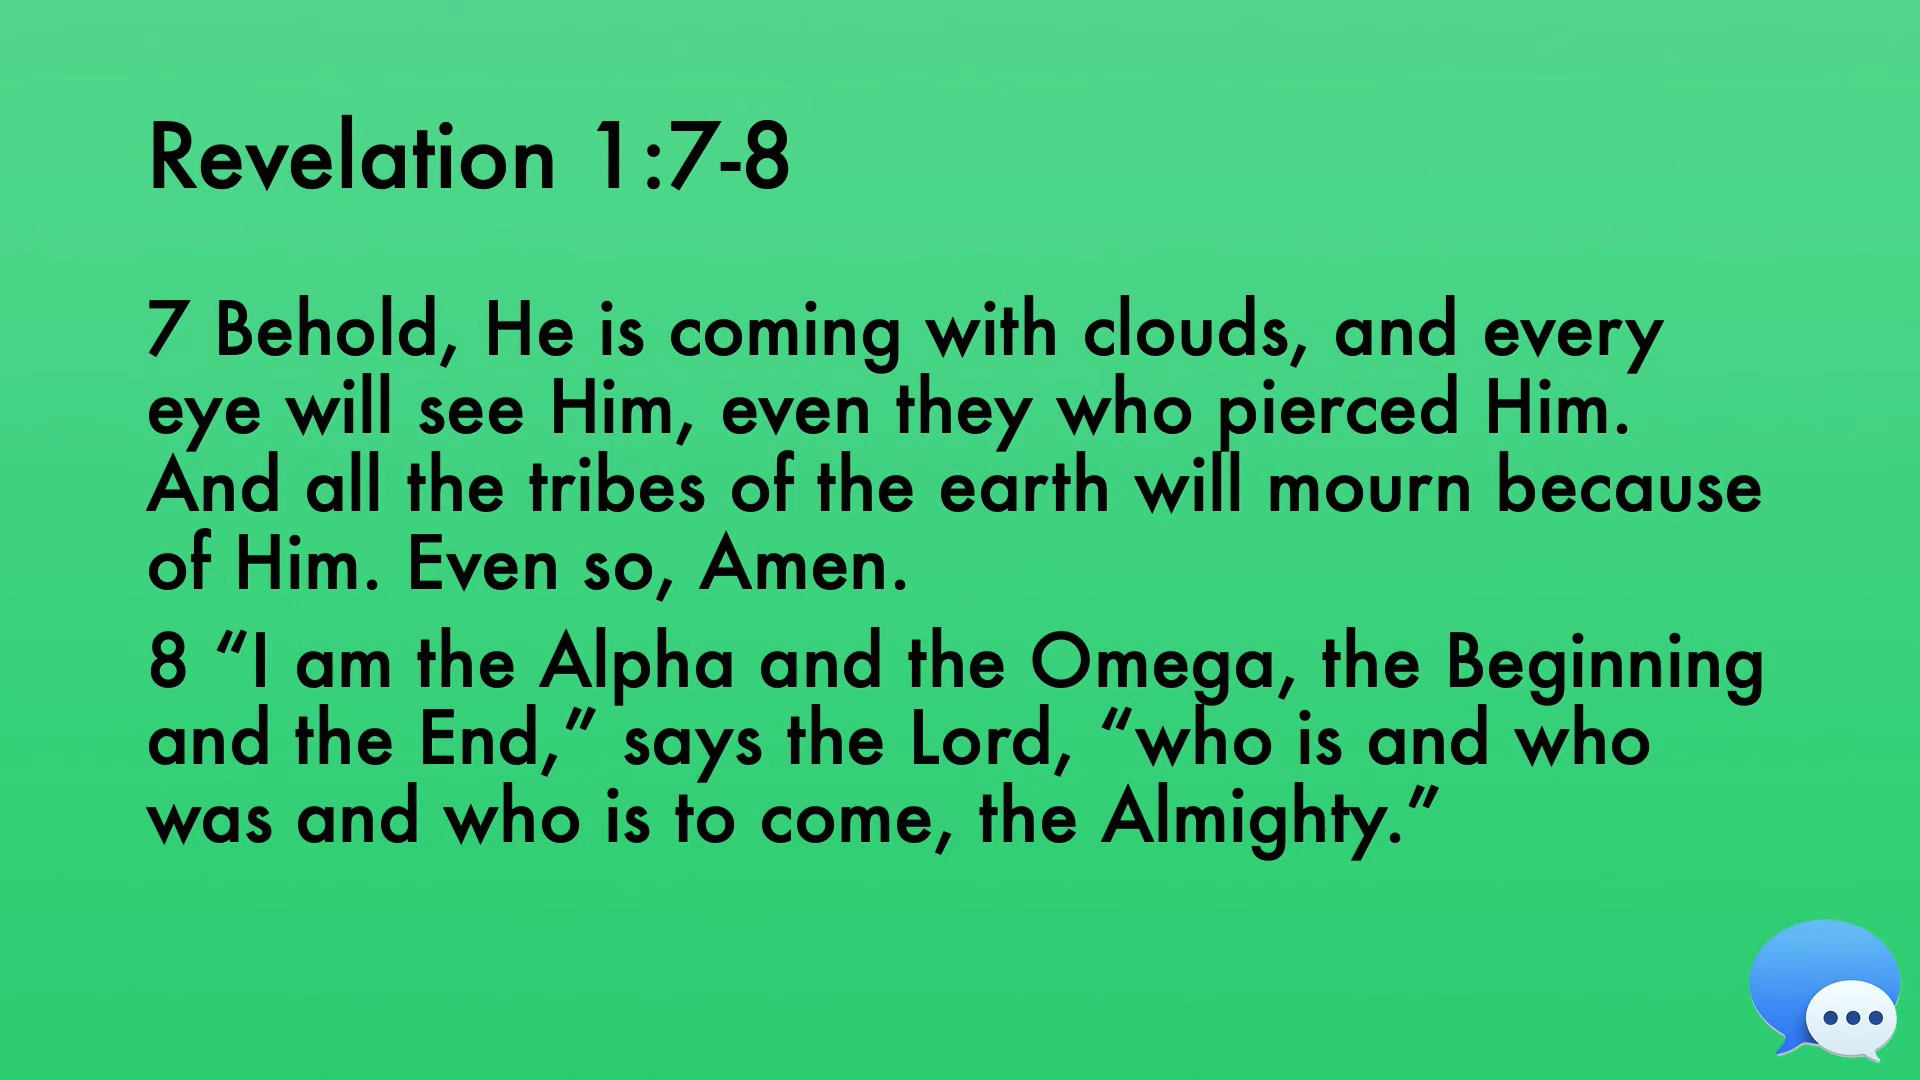 Revelation 1:7-8
7 Behold, He is coming with clouds, and every
eye will see Him, even they who pierced Him.
And all the tribes of the earth will mourn because
of Him. Even so, Amen.
8 “I am the Alpha and the Omega, the Beginning
and the End,” says the Lord, “who is and who
was and who is to come, the Almighty.”